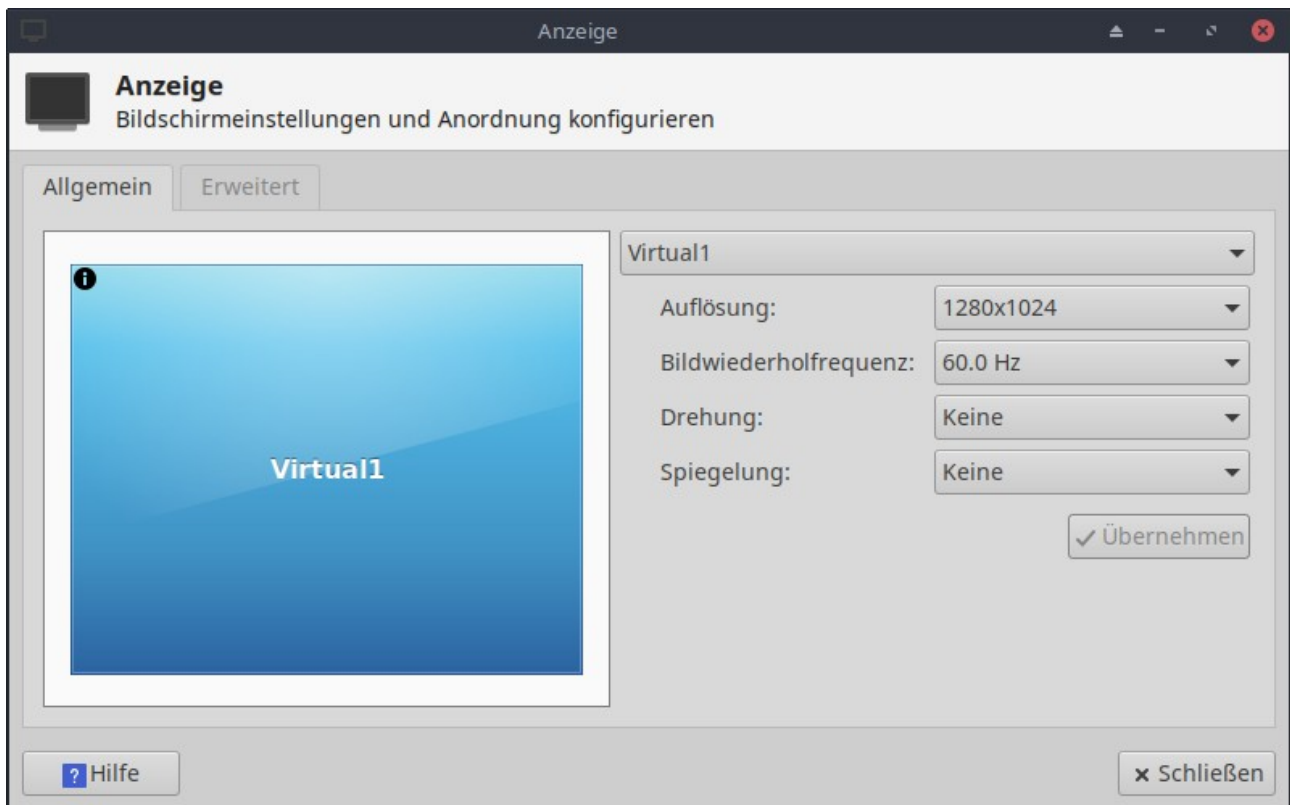 Anzeige
Anzeige
Bildschirmeinstellungen und Anordnung konfigurieren
Allgemein
Erweitert
Virtual1
Virtual1
Auflösung:
1280x1024
Bildwiederholfrequenz:
60.0 Hz
Drehung:
Keine
Spiegelung:
Keine
Übernehmen
Hilfe
Schließen